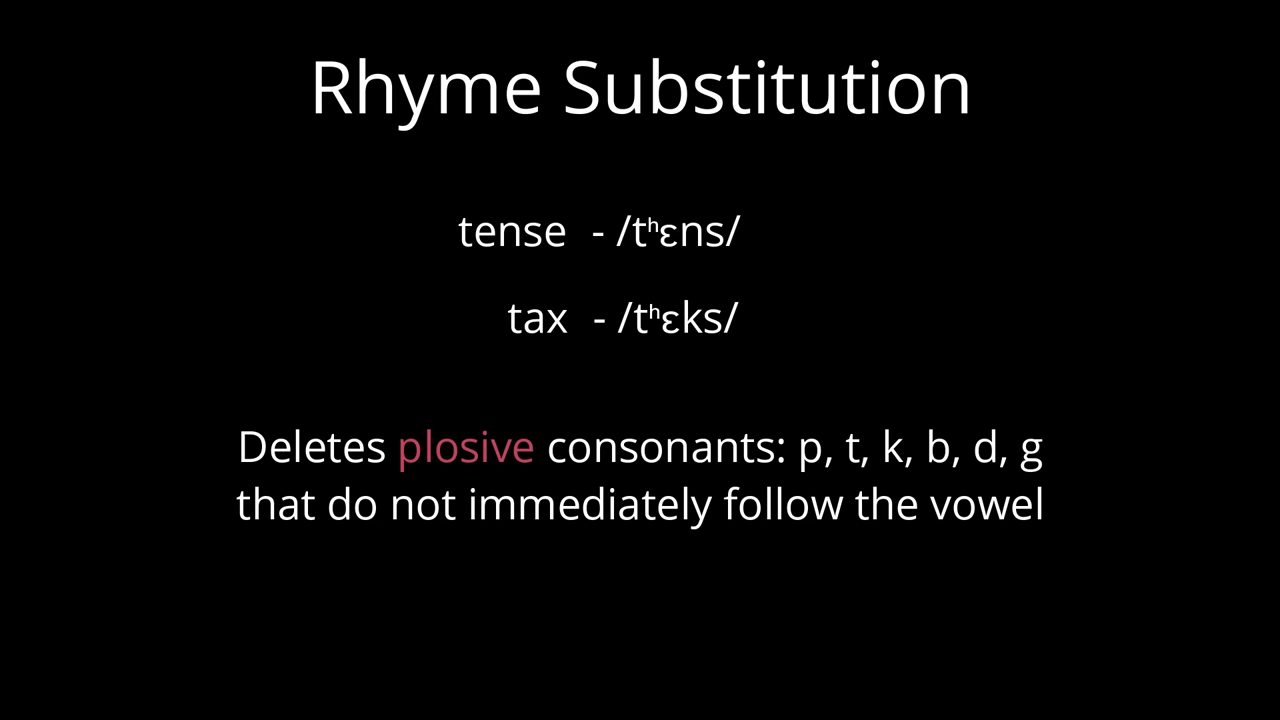 Rhyme Substitution
tense - /tʰɛns/
tax - /tʰɛks/
Deletes plosive consonants: p, t, k, b, d, g
that do not immediately follow the vowel